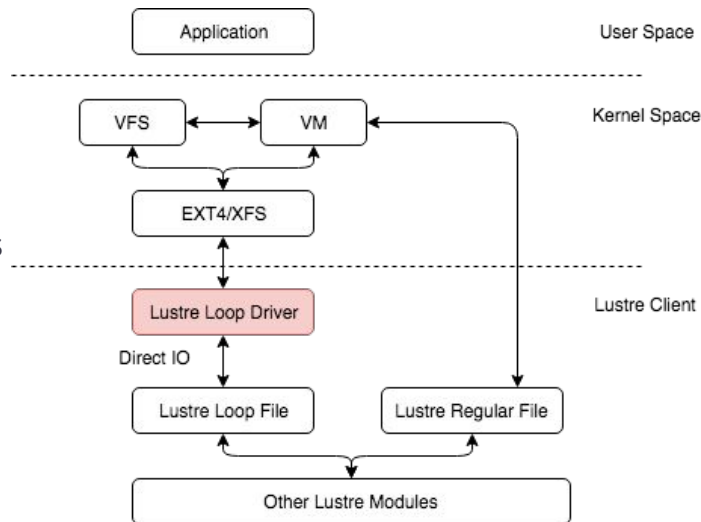 Application
User Space
VFS
VM
Kernel Space
EXT4/XFS
Lustre Loop Driver
Lustre Client
Direct IO
Lustre Loop File
Lustre Regular File
Other Lustre Modules